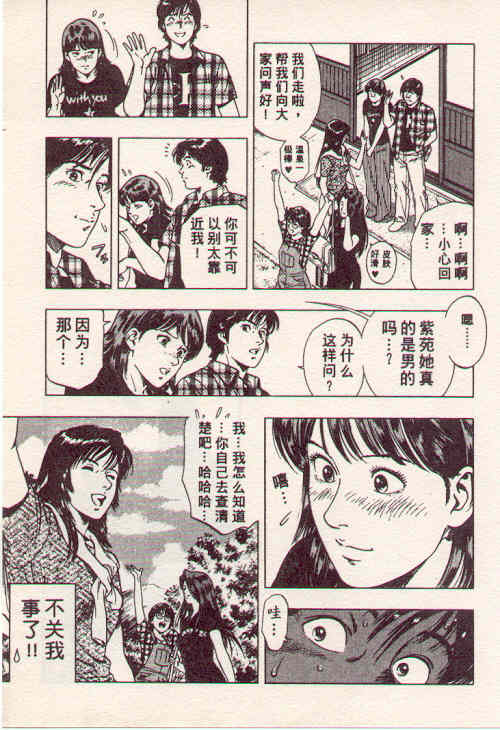 with you
我们走啦，
帮我们向大
家问声好！
温泉一
级棒♥
皮肤
好滑♥
啊…啊啊
…小心回
家…
你可不可
以别太靠
近我！
嗯……
紫苑她真
的是男的
吗…?
为什么
这样问?
因为…
那个…
嘻…
我…我怎么知道
…你自己去查清
楚吧…哈哈哈…
不关我
事了!!
哇…